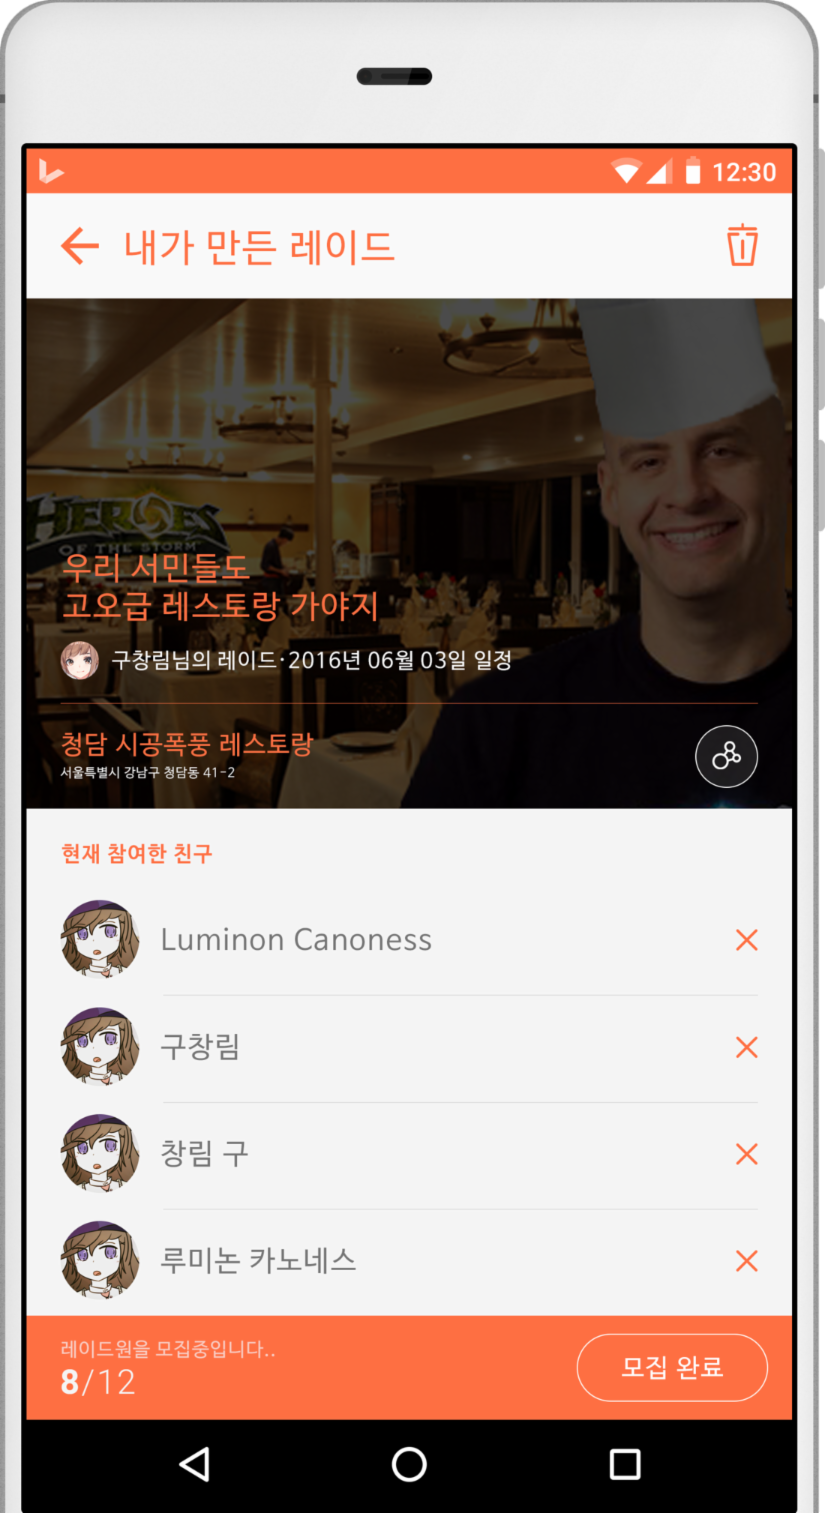 12:30
내가 만든 레이드
HEROES
OF THE STORM
우리 서민들도
고오급 레스토랑 가야지
구창림님의 레이드·2016년 06월 03일 일정
청담 시공폭풍 레스토랑
서울특별시 강남구 청담동 41-2
현재 참여한 친구
Luminon Canoness
구창림
창림 구
루미논 카노네스
레이드원을 모집중입니다..
8/12
모집 완료